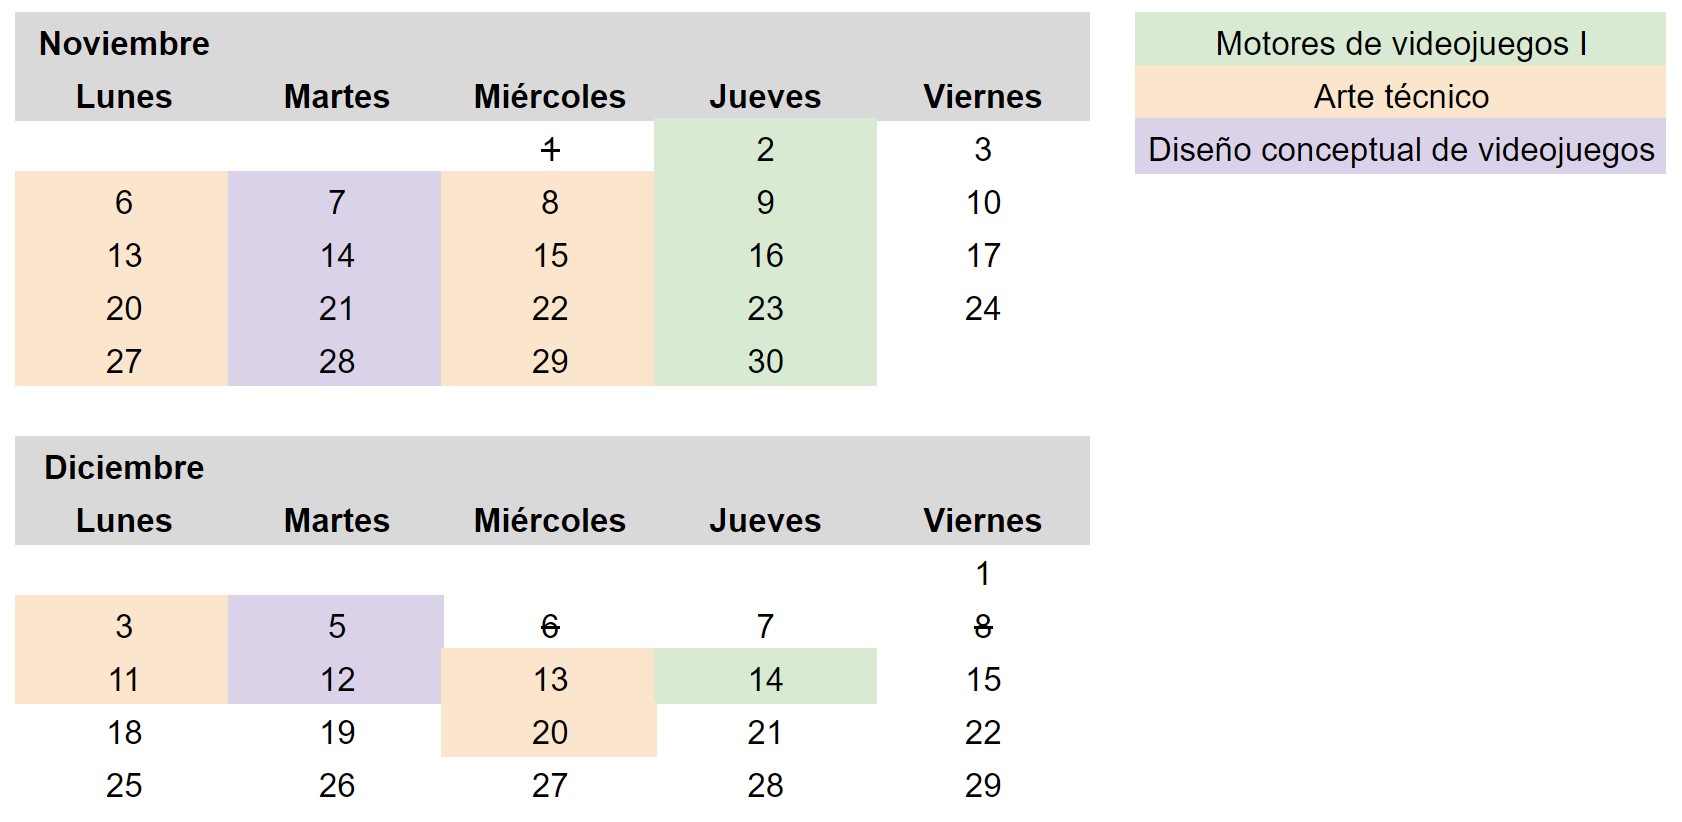 Noviembre
Lunes Martes Miércoles Jueves Viernes
1 2 3
6 7 8 9 10
13 14 15 16 17
20 21 22 23 24
27 28 29 30
Diciembre
Lunes Martes Miércoles Jueves Viernes
1
3 5 6 7 8
11 12 13 14 15
18 19 20 21 22
25 26 27 28 29
Motores de videojuegos I
Arte técnico
Diseño conceptual de videojuegos